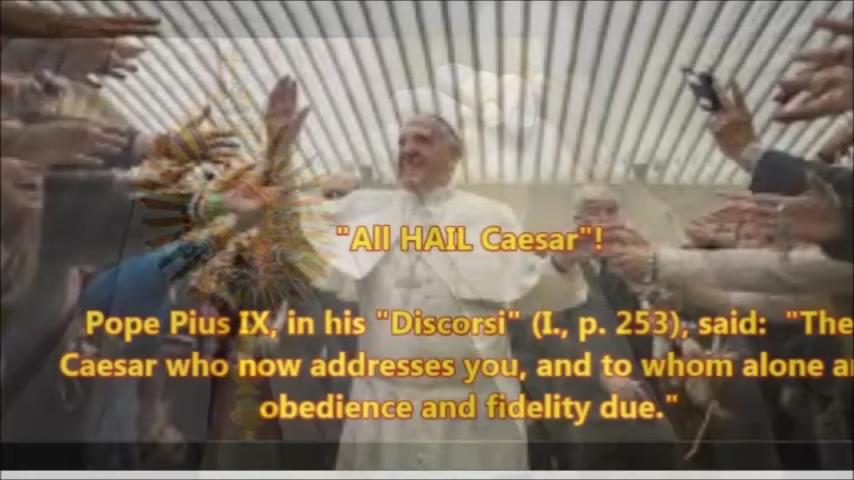 "All HAIL Caesar"!
Pope Pius IX, in his "Discorsi" (I., p. 253), said: "The
Caesar who now addresses you, and to whom alone
obedience and fidelity due."